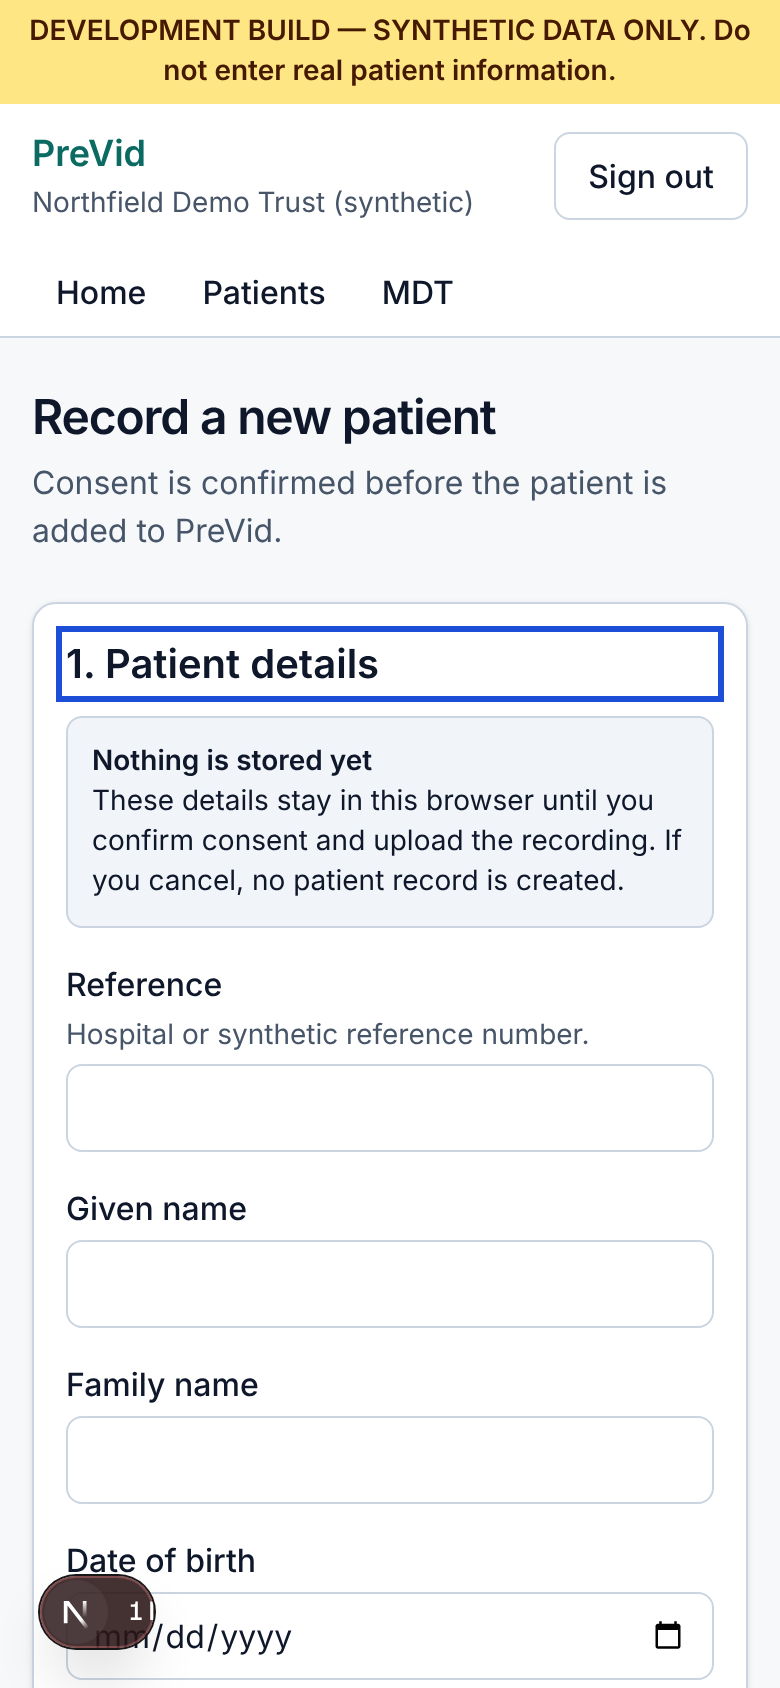 DEVELOPMENT BUILD — SYNTHETIC DATA ONLY. Do
not enter real patient information.
PreVid
Northfield Demo Trust (synthetic)
Sign out
Home Patients MDT
Record a new patient
Consent is confirmed before the patient is
added to PreVid.
1. Patient details
Nothing is stored yet
These details stay in this browser until you
confirm consent and upload the recording. If
you cancel, no patient record is created.
Reference
Hospital or synthetic reference number.
Given name
Family name
Date of birth
N 1
mm/dd/yyyy